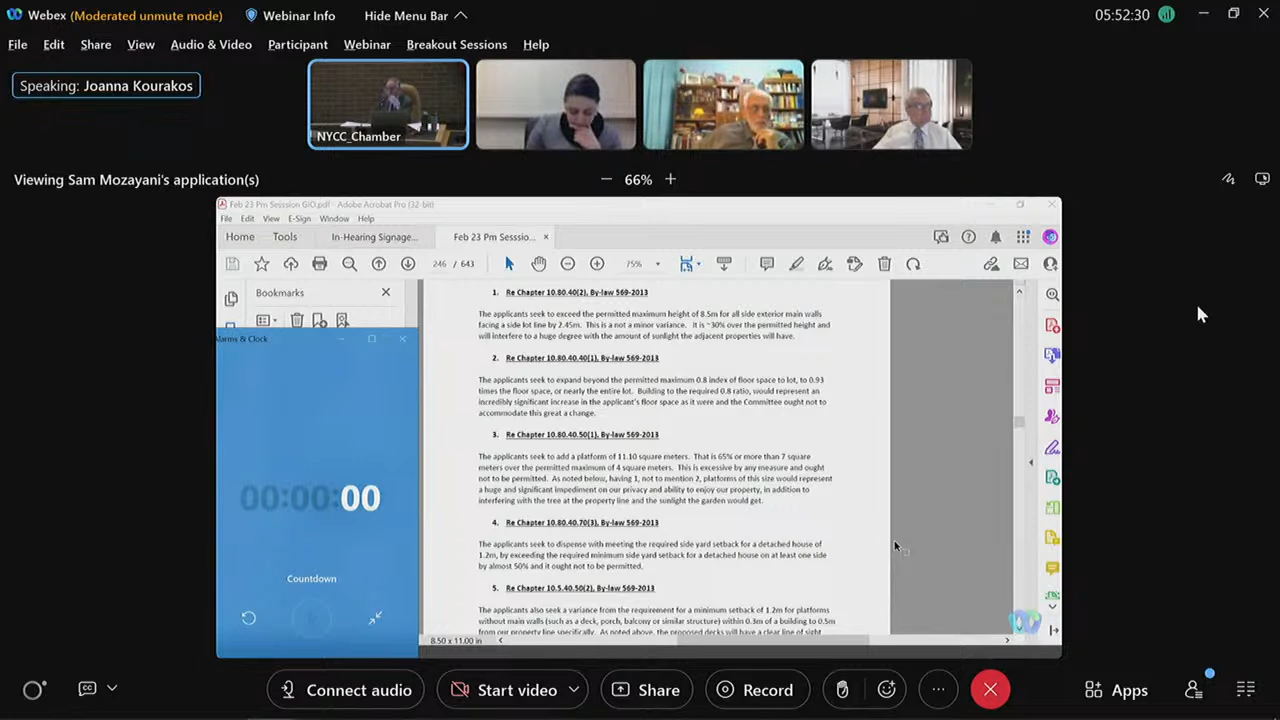 Webex (Moderated unmute mode) Webinar Info Hide Menu Bar 05:52:30
File Edit Share View Audio & Video Participant Webinar Breakout Sessions Help
Speaking: Joanna Kourakos
NYCC_Chamber
Viewing Sam Mozayani's application(s)
66%
Feb 23 Pm Sesssion GIO.pdf - Adobe Acrobat Pro (32-bit)
File Edit View E-Sign Window Help
Home Tools In-Hearing Signage... Feb 23 Pm Sesssio... ×
246 / 643 75%
Bookmarks
1. Re Chapter 10.80.40(2), By-law 569-2013
The applicants seek to exceed the permitted maximum height of 8.5m for all side exterior main walls
facing a side lot line by 2.45m. This is a not a minor variance. It is ~30% over the permitted height and
will interfere to a huge degree with the amount of sunlight the adjacent properties will have.
2. Re Chapter 10.80.40.40(1), By-law 569-2013
The applicants seek to expand beyond the permitted maximum 0.8 index of floor space to lot, to 0.93
times the floor space, or nearly the entire lot. Building to the required 0.8 ratio, would represent an
incredibly significant increase in the applicant's floor space as it were and the Committee ought not to
accommodate this great a change.
3. Re Chapter 10.80.40.50(1), By-law 569-2013
The applicants seek to add a platform of 11.10 square meters. That is 65% or more than 7 square
meters over the permitted maximum of 4 square meters. This is excessive by any measure and ought
not to be permitted. As noted below, having 1, not to mention 2, platforms of this size would represent
a huge and significant impediment on our privacy and ability to enjoy our property, in addition to
interfering with the tree at the property line and the sunlight the garden would get.
4. Re Chapter 10.80.40.70(3), By-law 569-2013
The applicants seek to dispense with meeting the required side yard setback for a detached house of
1.2m, by exceeding the required minimum side yard setback for a detached house on at least one side
by almost 50% and it ought not to be permitted.
5. Re Chapter 10.5.40.50(2), By-law 569-2013
The applicants also seek a variance from the requirement for a minimum setback of 1.2m for platforms
without main walls (such as a deck, porch, balcony or similar structure) within 0.3m of a building to 0.5m
from our property line specifically. As noted above, the proposed decks will have a clear line of sight
8.50 x 11.00 in
larms & Clock
00:00:00
Countdown
Connect audio Start video Share Record Apps